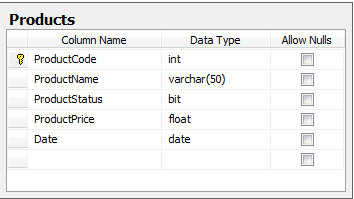 Products
Column Name Data Type Allow Nulls
ProductCode int
ProductName varchar(50)
ProductStatus bit
ProductPrice float
Date date